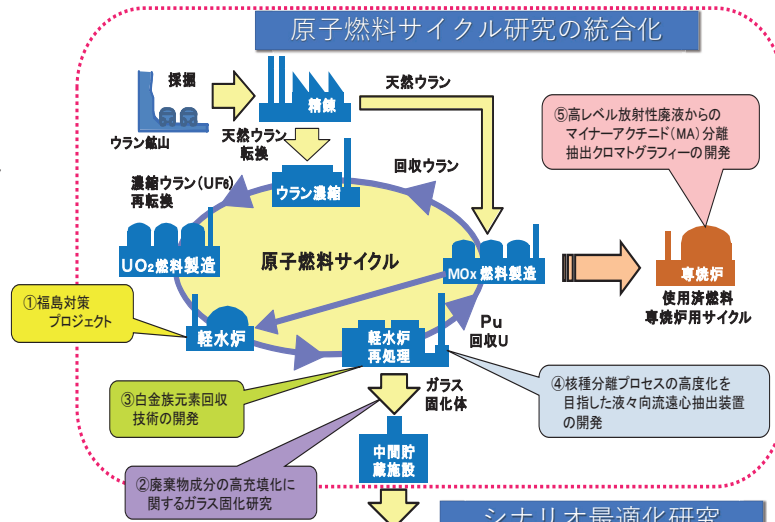 原子燃料サイクル研究の統合化
採掘
精錬
天然ウラン
ウラン鉱山
天然ウラン
転換
⑤高レベル放射性廃液からの
マイナーアクチニド(MA)分離
抽出クロマトグラフィーの開発
回収ウラン
濃縮ウラン(UF₆)
再転換
ウラン濃縮
UO₂燃料製造
原子燃料サイクル
MOx 燃料製造
専焼炉
使用済燃料
専焼炉用サイクル
①福島対策
プロジェクト
軽水炉
軽水炉
再処理
Pu
回収U
③白金族元素回収
技術の開発
ガラス
固化体
④核種分離プロセスの高度化を
目指した液々向流遠心抽出装置
の開発
中間貯
蔵施設
②廃棄物成分の高充填化に
関するガラス固化研究
シナリオ最適化研究